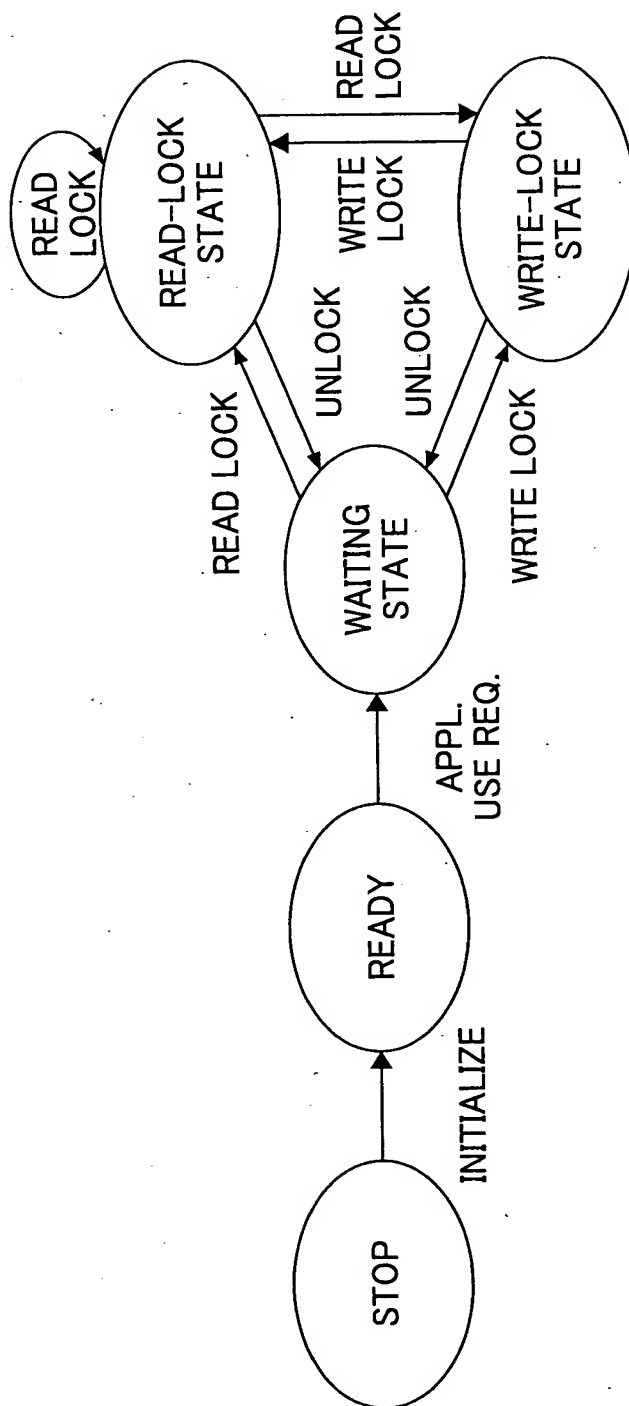 STOP
INITIALIZE
READY
APPL.
USE REQ.
WAITING
STATE
READ LOCK
UNLOCK
UNLOCK
WRITE LOCK
READ
LOCK
READ-LOCK
STATE
WRITE
LOCK
READ
LOCK
WRITE-LOCK
STATE